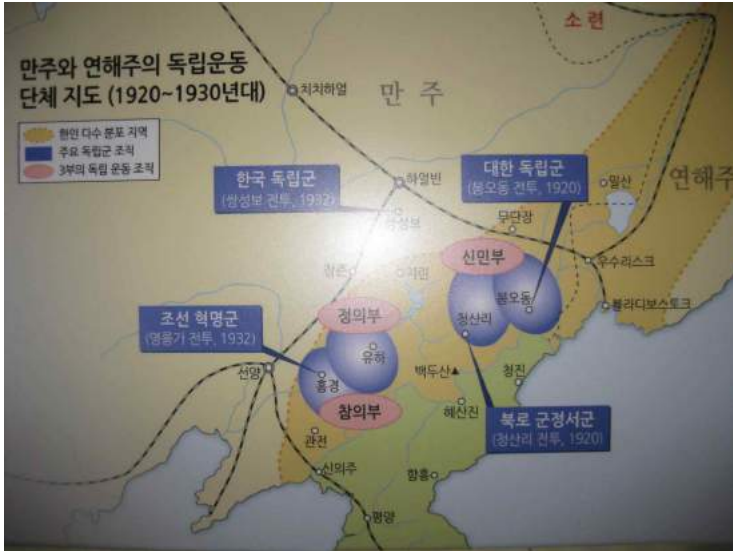 만주와 연해주의 독립운동
단체 지도 (1920~1930년대)
한인 다수 분포 지역
주요 독립군 조직
3부의 독립 운동 조직
소련
만주
연해주
치치하얼
한국 독립군
(쌍성보 전투, 1932)
하얼빈
쌍성보
대한 독립군
(봉오동 전투, 1920)
밀산
무단장
우수리스크
블라디보스토크
신민부
창춘
지린
봉오동
청산리
정의부
조선 혁명군
(영릉가 전투, 1932)
유하
흥경
선양
백두산
청진
참의부
혜산진
북로 군정서군
(청산리 전투, 1920)
관전
신의주
함흥
평양